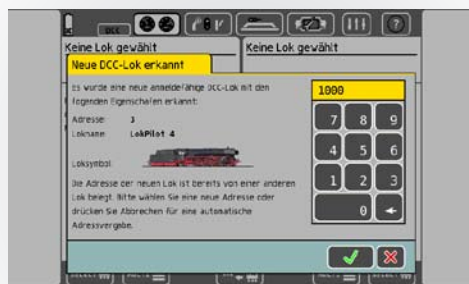 DCC
Keine Lok gewählt
Keine Lok gewählt
Neue DCC-Lok erkannt
Es wurde eine neue anmeldefähige DCC-Lok mit den
folgenden Eigenschafen erkannt:
Adresse: 3
Lokname: LokPilot 4
Loksymbol:
Die Adresse der neuen Lok ist bereits von einer anderen
Lok belegt. Bitte wählen Sie eine neue Adresse oder
drücken Sie Abbrechen für eine automatische
Adressvergabe.
1000
7 8 9
4 5 6
1 2 3
0